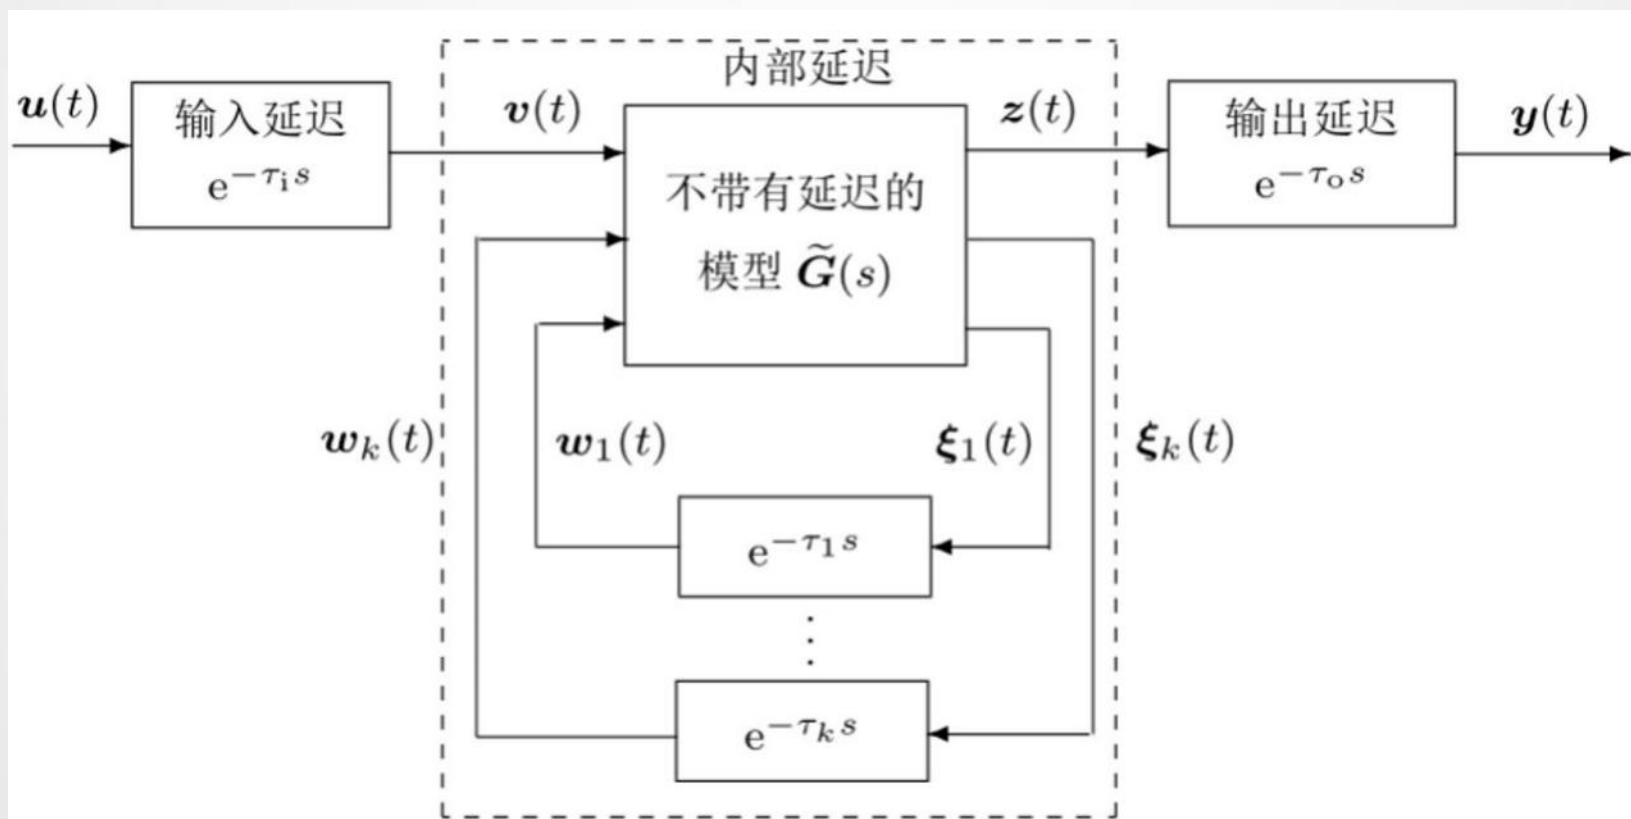 内部延迟
u(t)
输入延迟
e^{-τ_i s}
v(t)
不带有延迟的
模型 G̃(s)
z(t)
输出延迟
e^{-τ_o s}
y(t)
w_k(t)
w_1(t)
ξ_1(t)
ξ_k(t)
e^{-τ_1 s}
⋮
e^{-τ_k s}